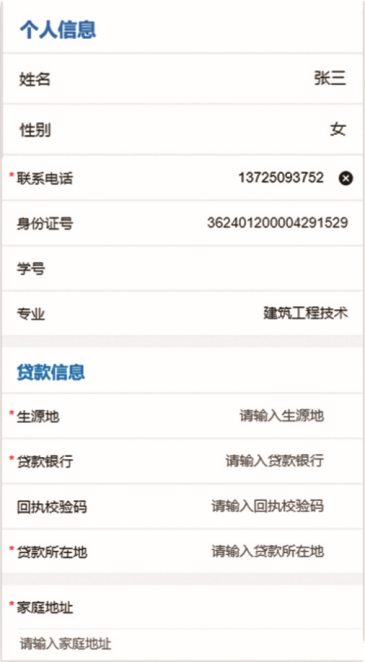 个人信息
姓名 张三
性别 女
*联系电话 13725093752
身份证号 362401200004291529
学号
专业 建筑工程技术
贷款信息
*生源地 请输入生源地
*贷款银行 请输入贷款银行
回执校验码 请输入回执校验码
*贷款所在地 请输入贷款所在地
*家庭地址
请输入家庭地址